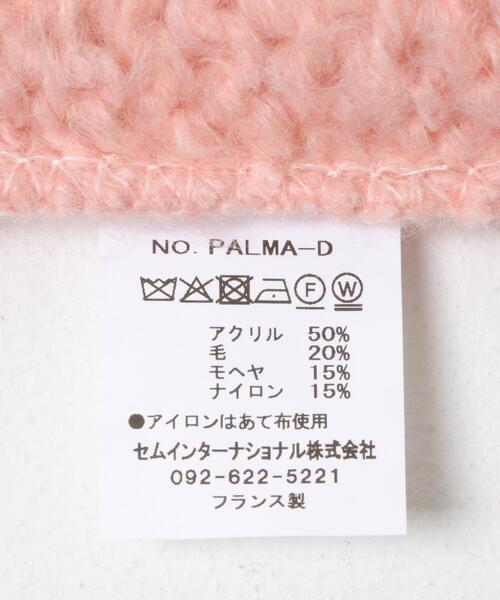 NO. PALMA-D
F W
アクリル 50%
毛 20%
モヘヤ 15%
ナイロン 15%
●アイロンはあて布使用
セムインターナショナル株式会社
092-622-5221
フランス製